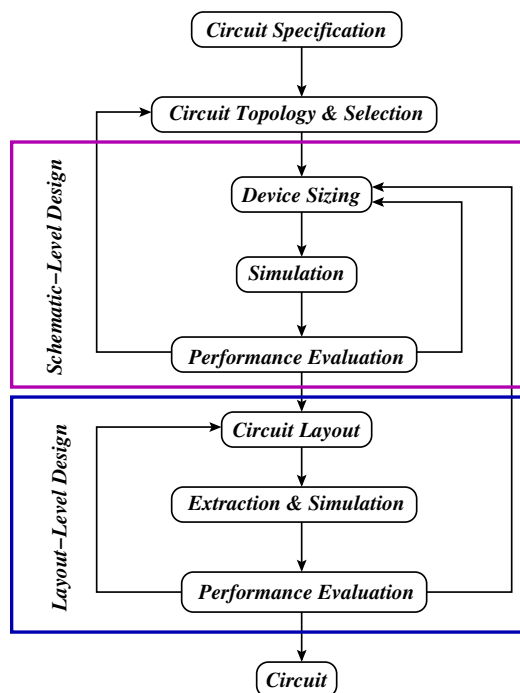 Circuit Specification
Circuit Topology & Selection
Schematic-Level Design
Device Sizing
Simulation
Performance Evaluation
Layout-Level Design
Circuit Layout
Extraction & Simulation
Performance Evaluation
Circuit